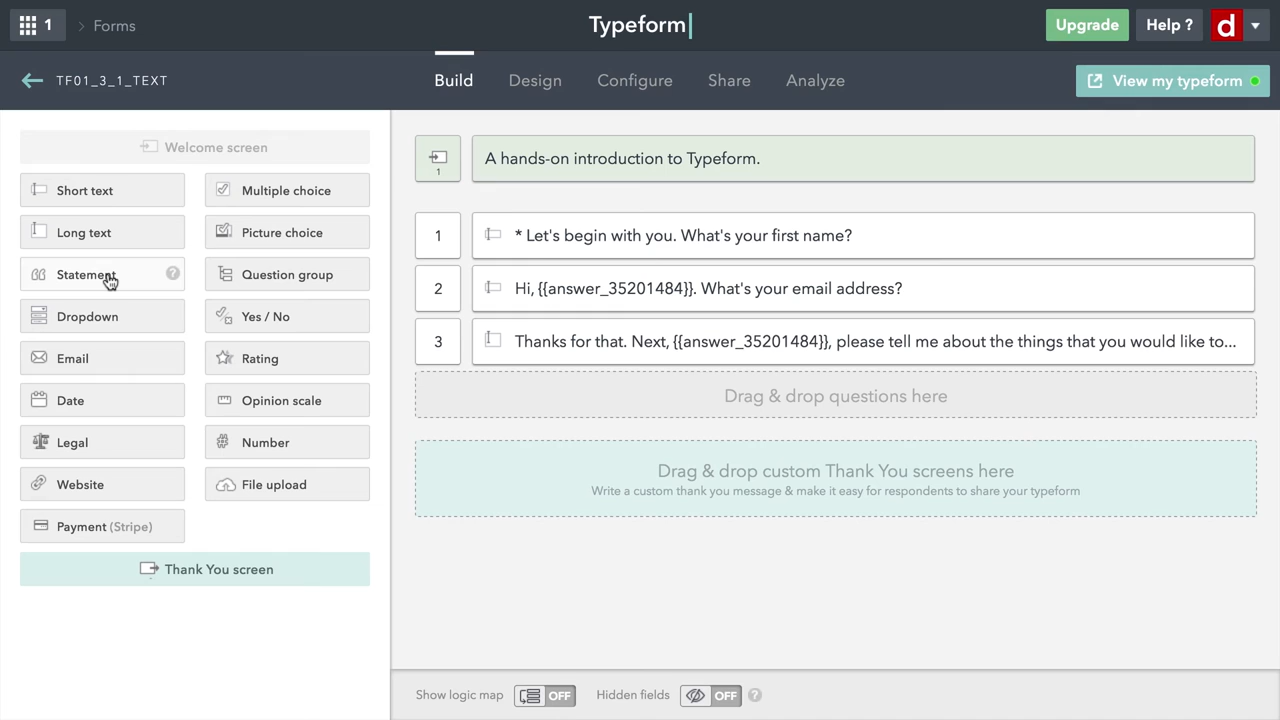 1
Forms
Typeform
Upgrade
Help ?
d
TF01_3_1_TEXT
Build
Design
Configure
Share
Analyze
View my typeform
Welcome screen
Short text
Multiple choice
Long text
Picture choice
Statement
?
Question group
Dropdown
Yes / No
Email
Rating
Date
Opinion scale
Legal
Number
Website
File upload
Payment (Stripe)
Thank You screen
1
A hands-on introduction to Typeform.
1
* Let's begin with you. What's your first name?
2
Hi, {{answer_35201484}}. What's your email address?
3
Thanks for that. Next, {{answer_35201484}}, please tell me about the things that you would like to...
Drag & drop questions here
Drag & drop custom Thank You screens here
Write a custom thank you message & make it easy for respondents to share your typeform
Show logic map
OFF
Hidden fields
OFF
?